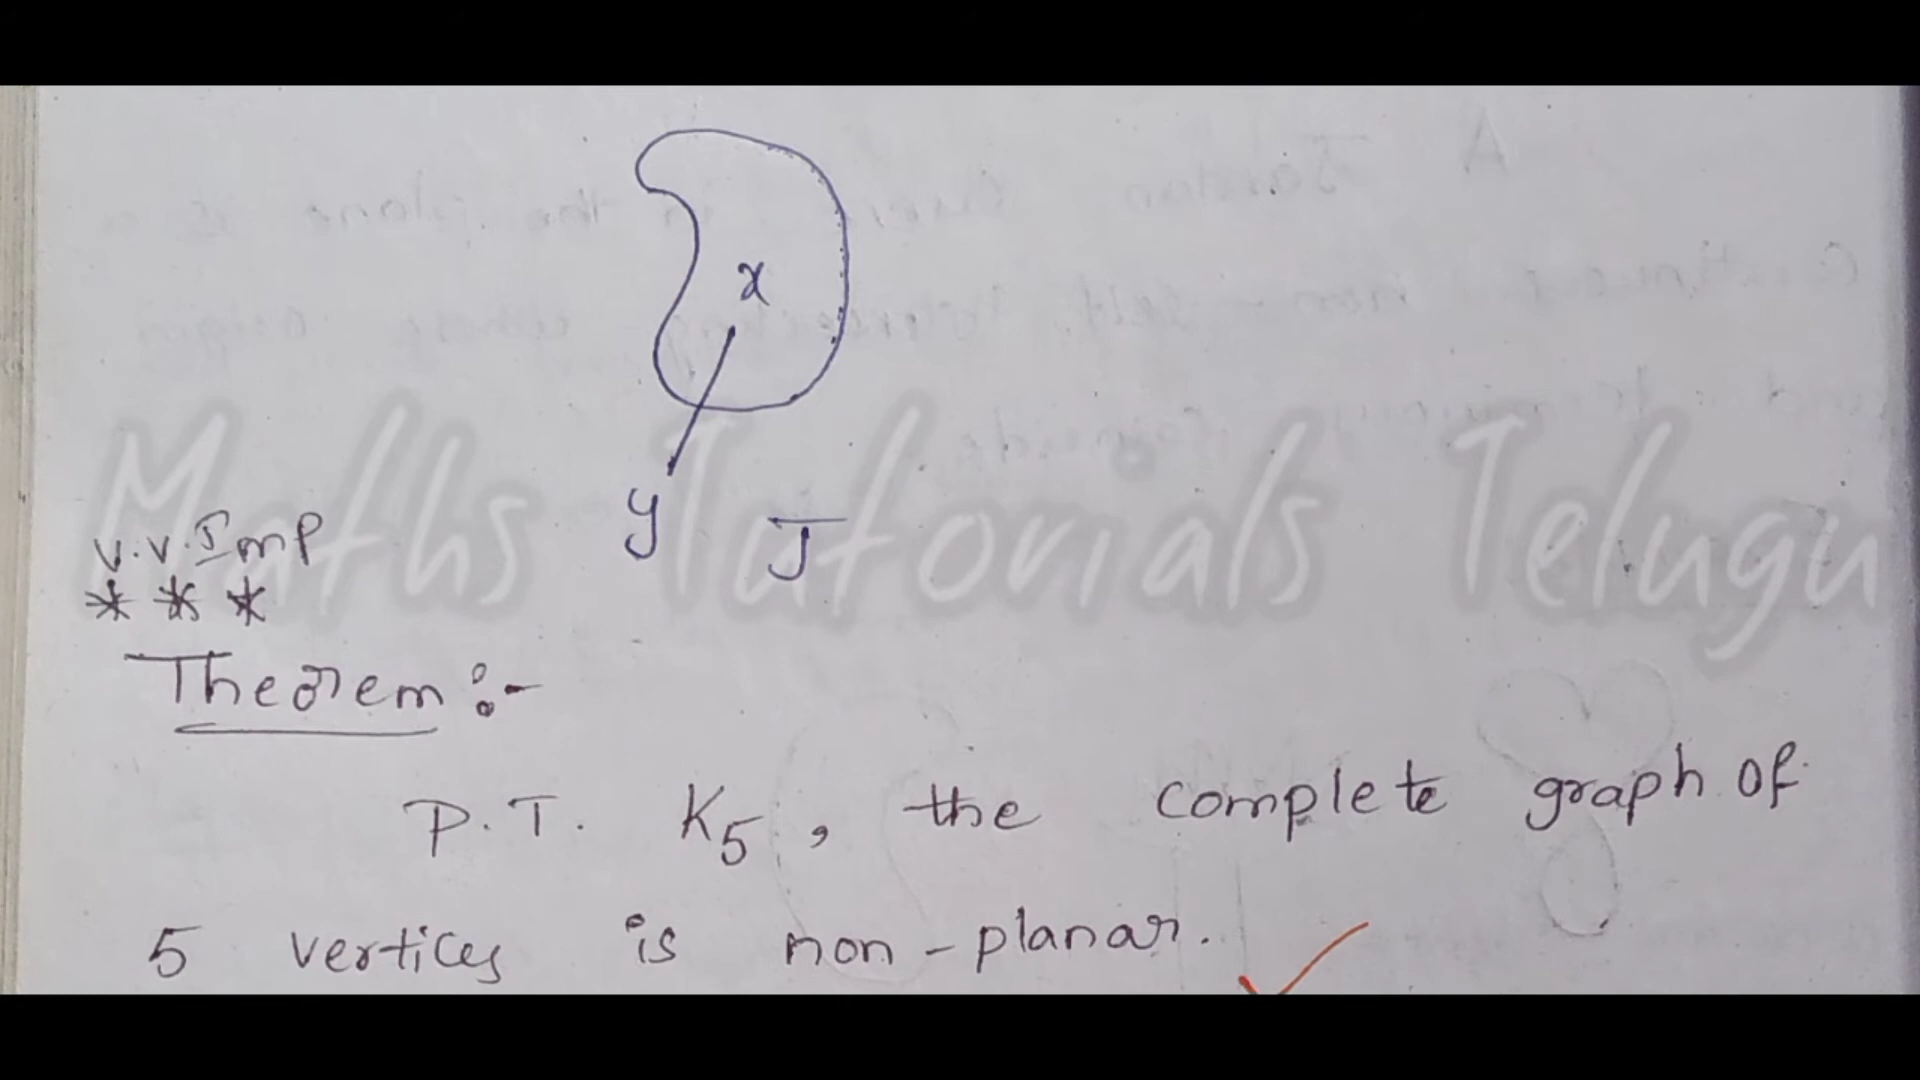 x
y
J
V.V.Imp
* * *
Theorem :-
P.T. K5, the complete graph of
5 vertices is non-planar.
Maths Tutorials Telugu